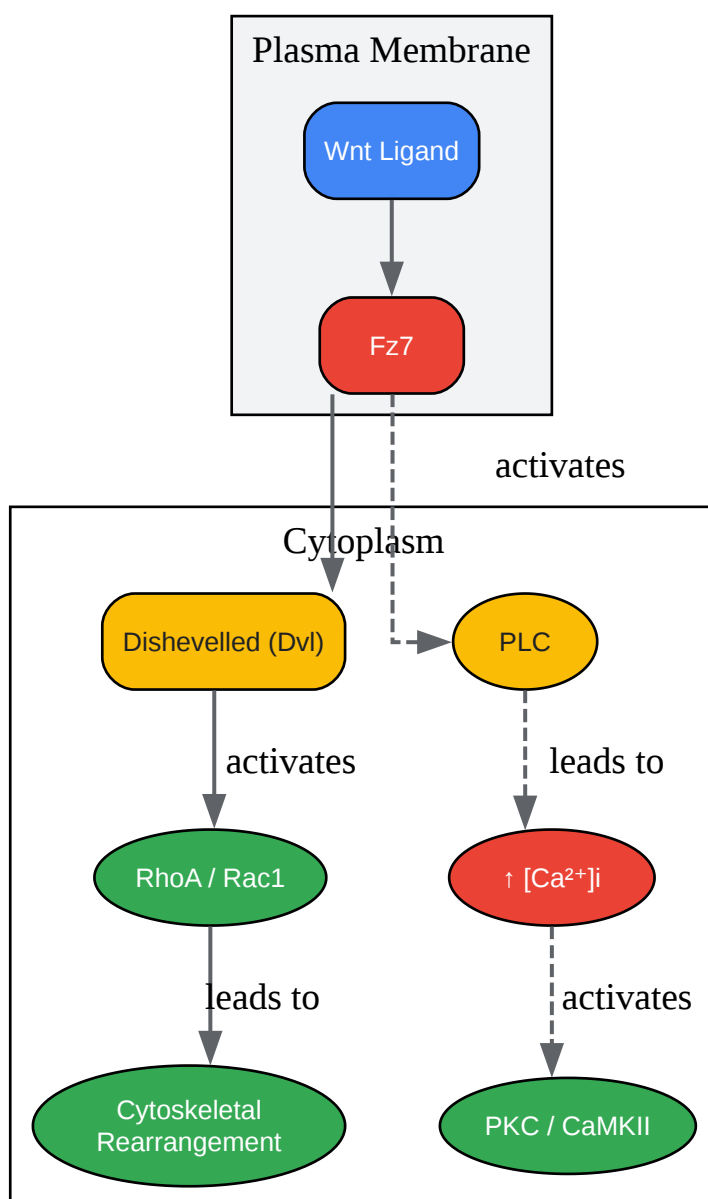 Plasma Membrane
Wnt Ligand
Fz7
activates
Cytoplasm
Dishevelled (Dvl)
PLC
activates
leads to
RhoA / Rac1
↑ [Ca²⁺]i
leads to
activates
Cytoskeletal
Rearrangement
PKC / CaMKII